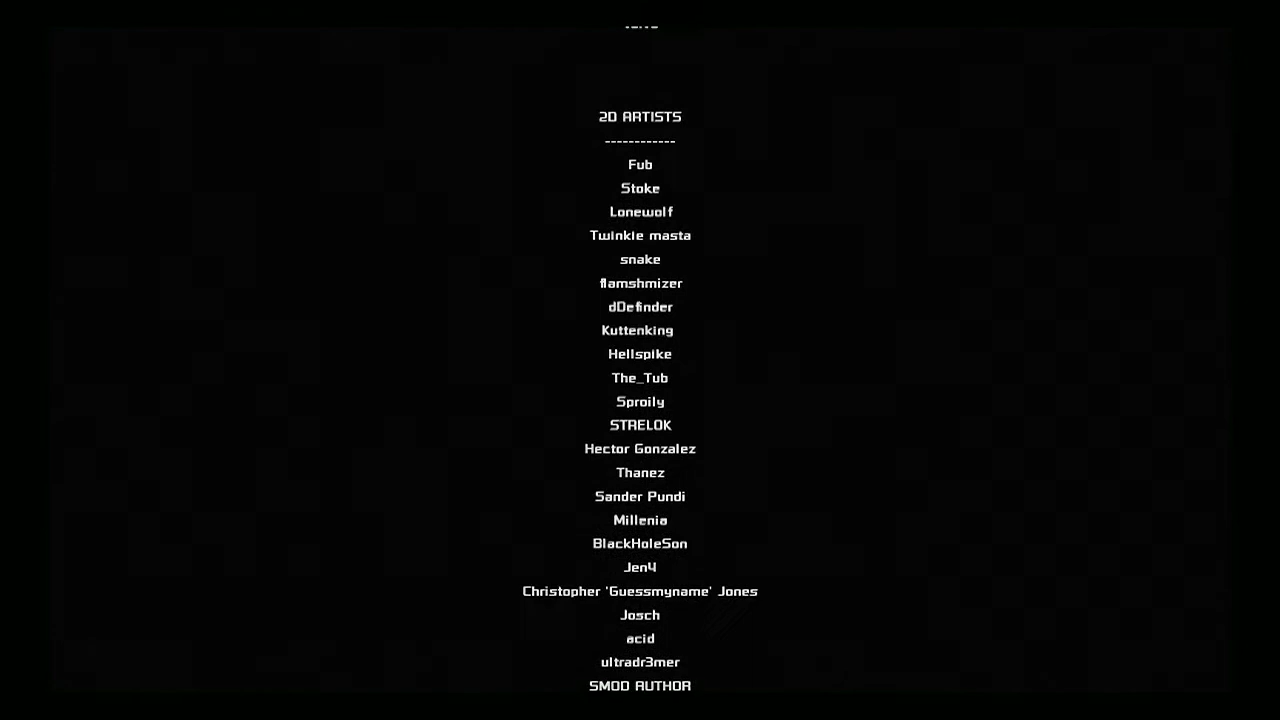 2D ARTISTS
------------
Fub
Stoke
Lonewolf
Twinkie masta
snake
flamshmizer
dDefinder
Kuttenking
Hellspike
The_Tub
Sproily
STRELOK
Hector Gonzalez
Thanez
Sander Pundi
Millenia
BlackHoleSon
Jen4
Christopher 'Guessmyname' Jones
Josch
acid
ultradr3mer
SMOD AUTHOR